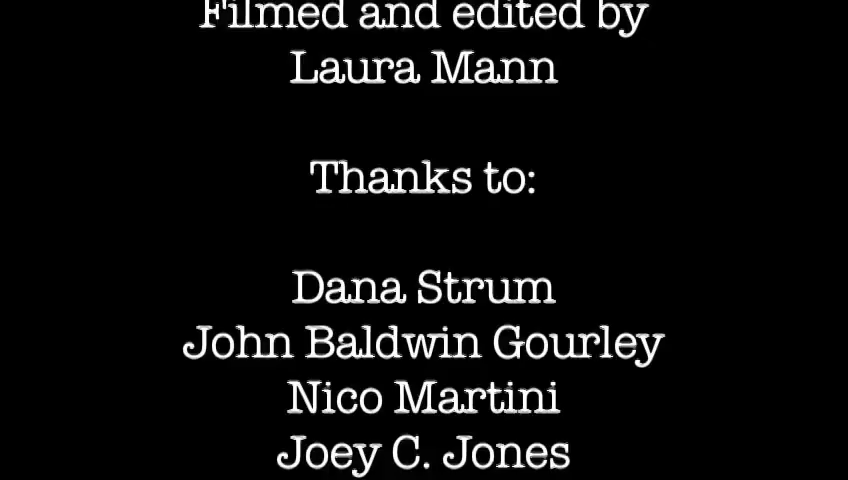 Filmed and edited by
Laura Mann
Thanks to:
Dana Strum
John Baldwin Gourley
Nico Martini
Joey C. Jones